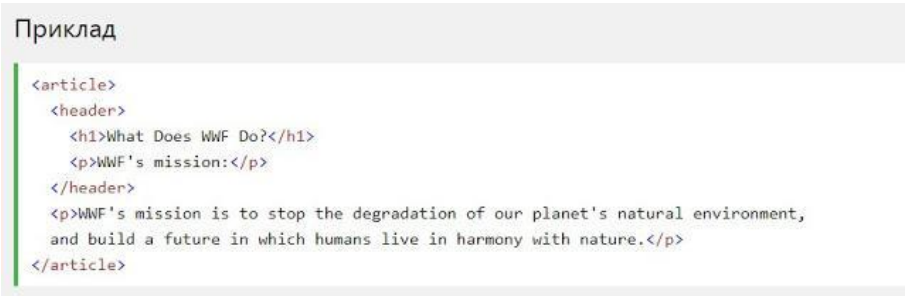 Приклад
<article>
<header>
<h1>What Does WWF Do?</h1>
<p>WWF's mission:</p>
</header>
<p>WWF's mission is to stop the degradation of our planet's natural environment,
and build a future in which humans live in harmony with nature.</p>
</article>